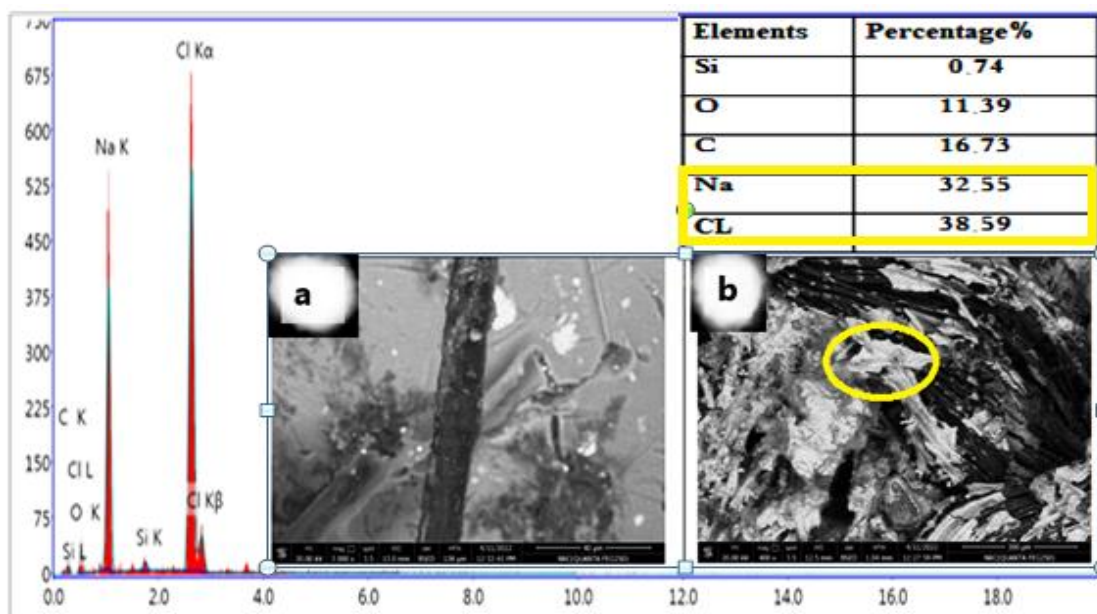 750
675
600
525
450
375
300
225
150
75
0
Cl Kα
Na K
C K
Cl L
O K
Si L
Si K
Cl Kβ
0.0 2.0 4.0 6.0 8.0 10.0 12.0 14.0 16.0 18.0
Elements Percentage%
Si 0.74
O 11.39
C 16.73
Na 32.55
CL 38.59
a
b